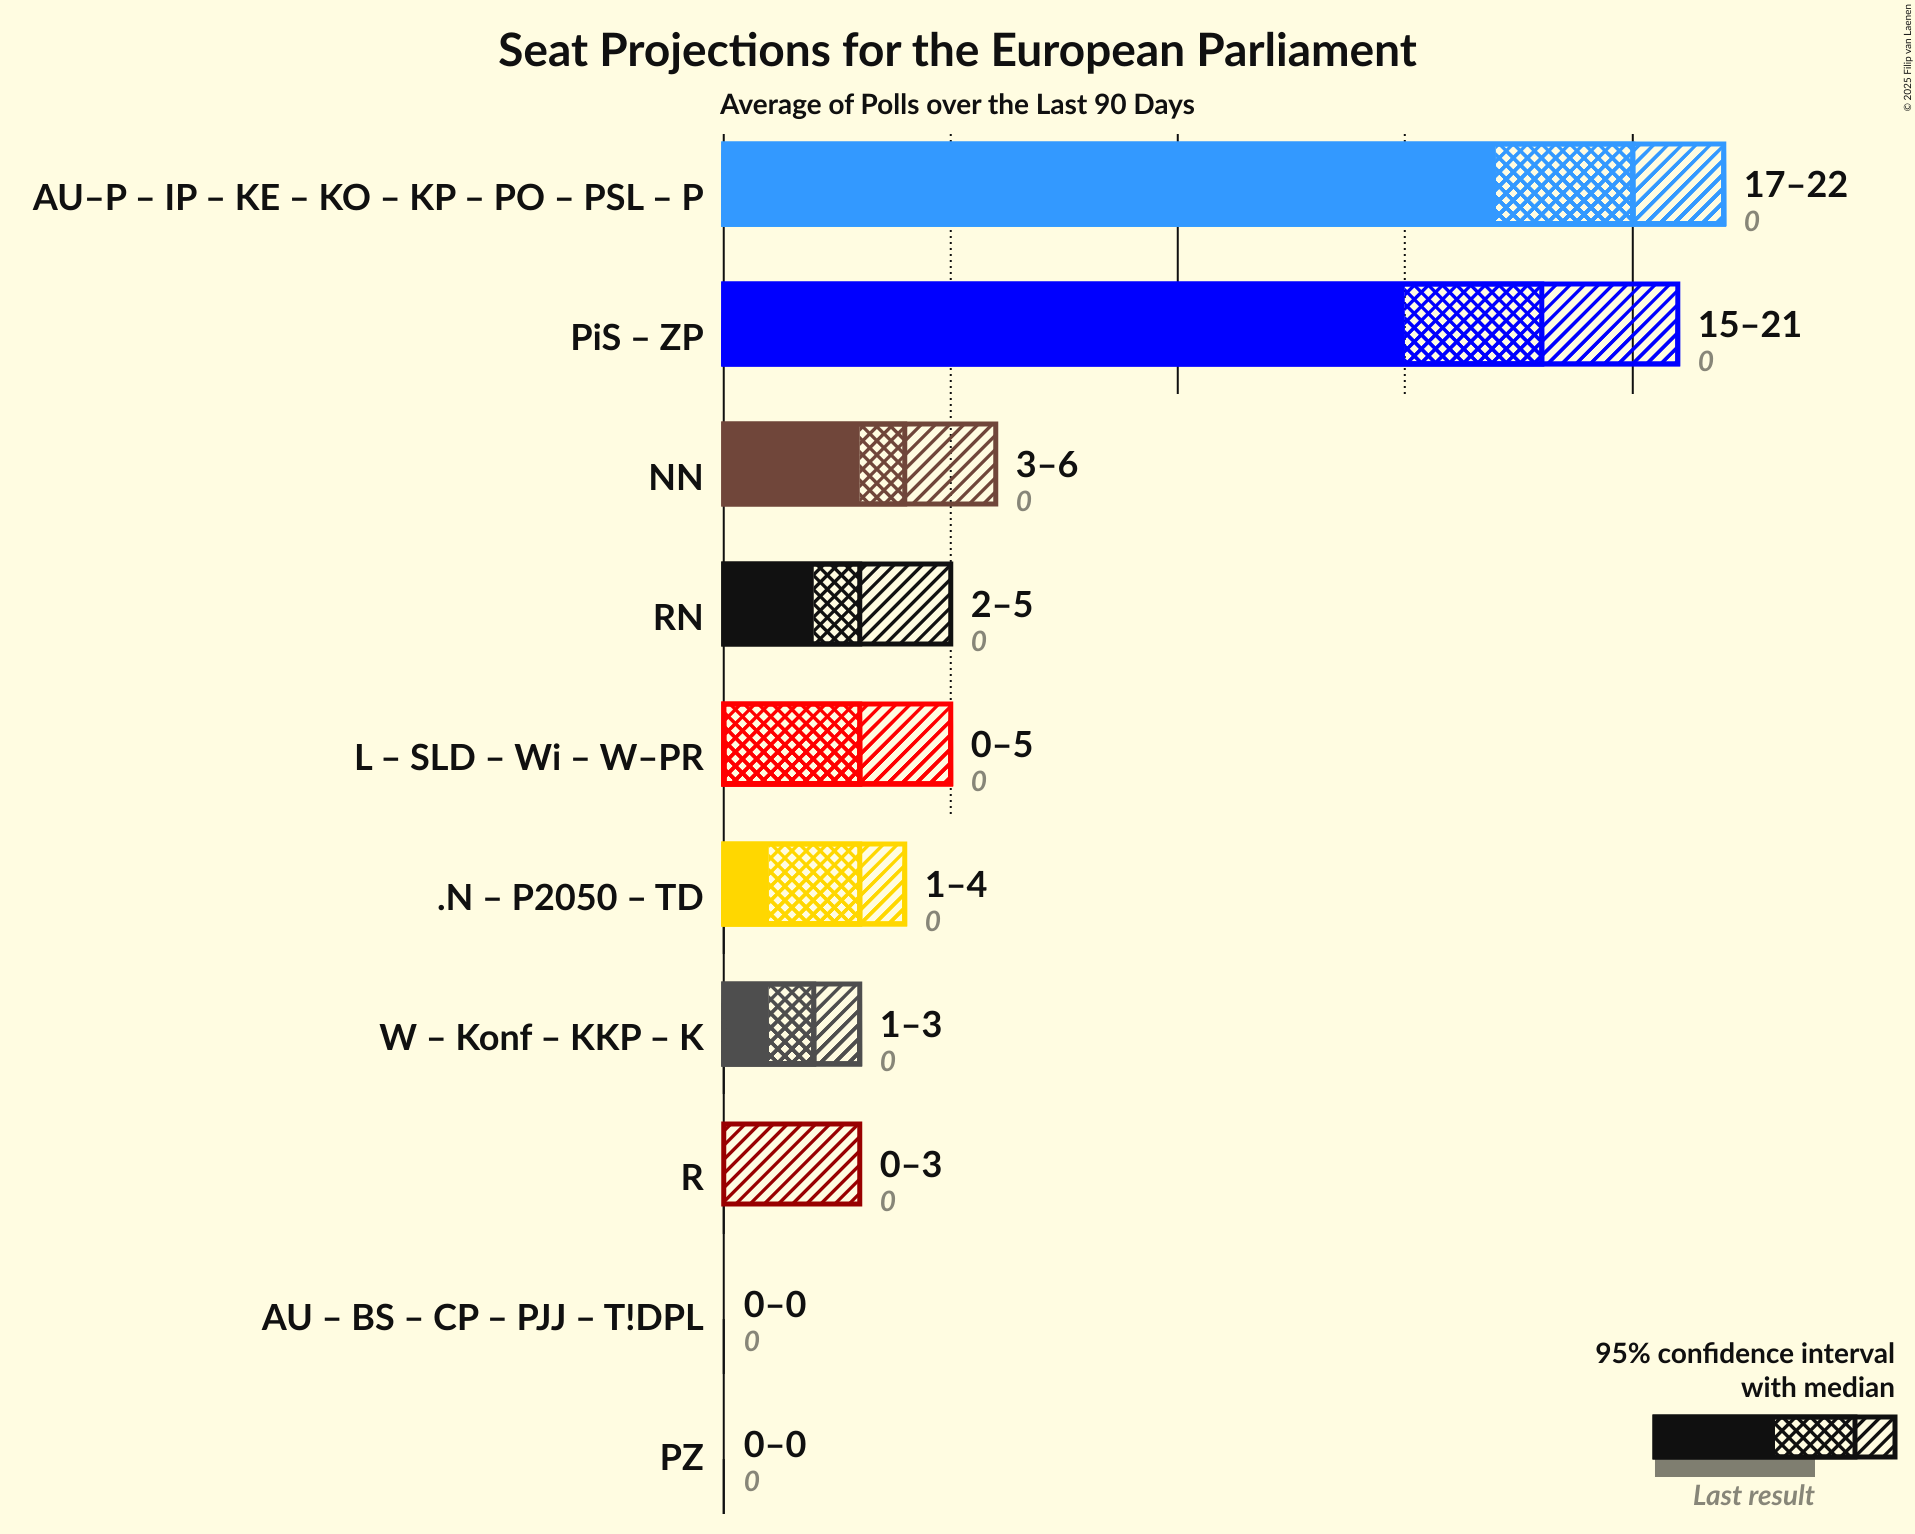 Seat Projections for the European Parliament
Average of Polls over the Last 90 Days
© 2025 Filip van Laenen
AU–P – IP – KE – KO – KP – PO – PSL – P
17–22
0
PiS – ZP
15–21
0
NN
3–6
0
RN
2–5
0
L – SLD – Wi – W–PR
0–5
0
.N – P2050 – TD
1–4
0
W – Konf – KKP – K
1–3
0
R
0–3
0
AU – BS – CP – PJJ – T!DPL
0–0
0
PZ
0–0
0
95% confidence interval
with median
Last result